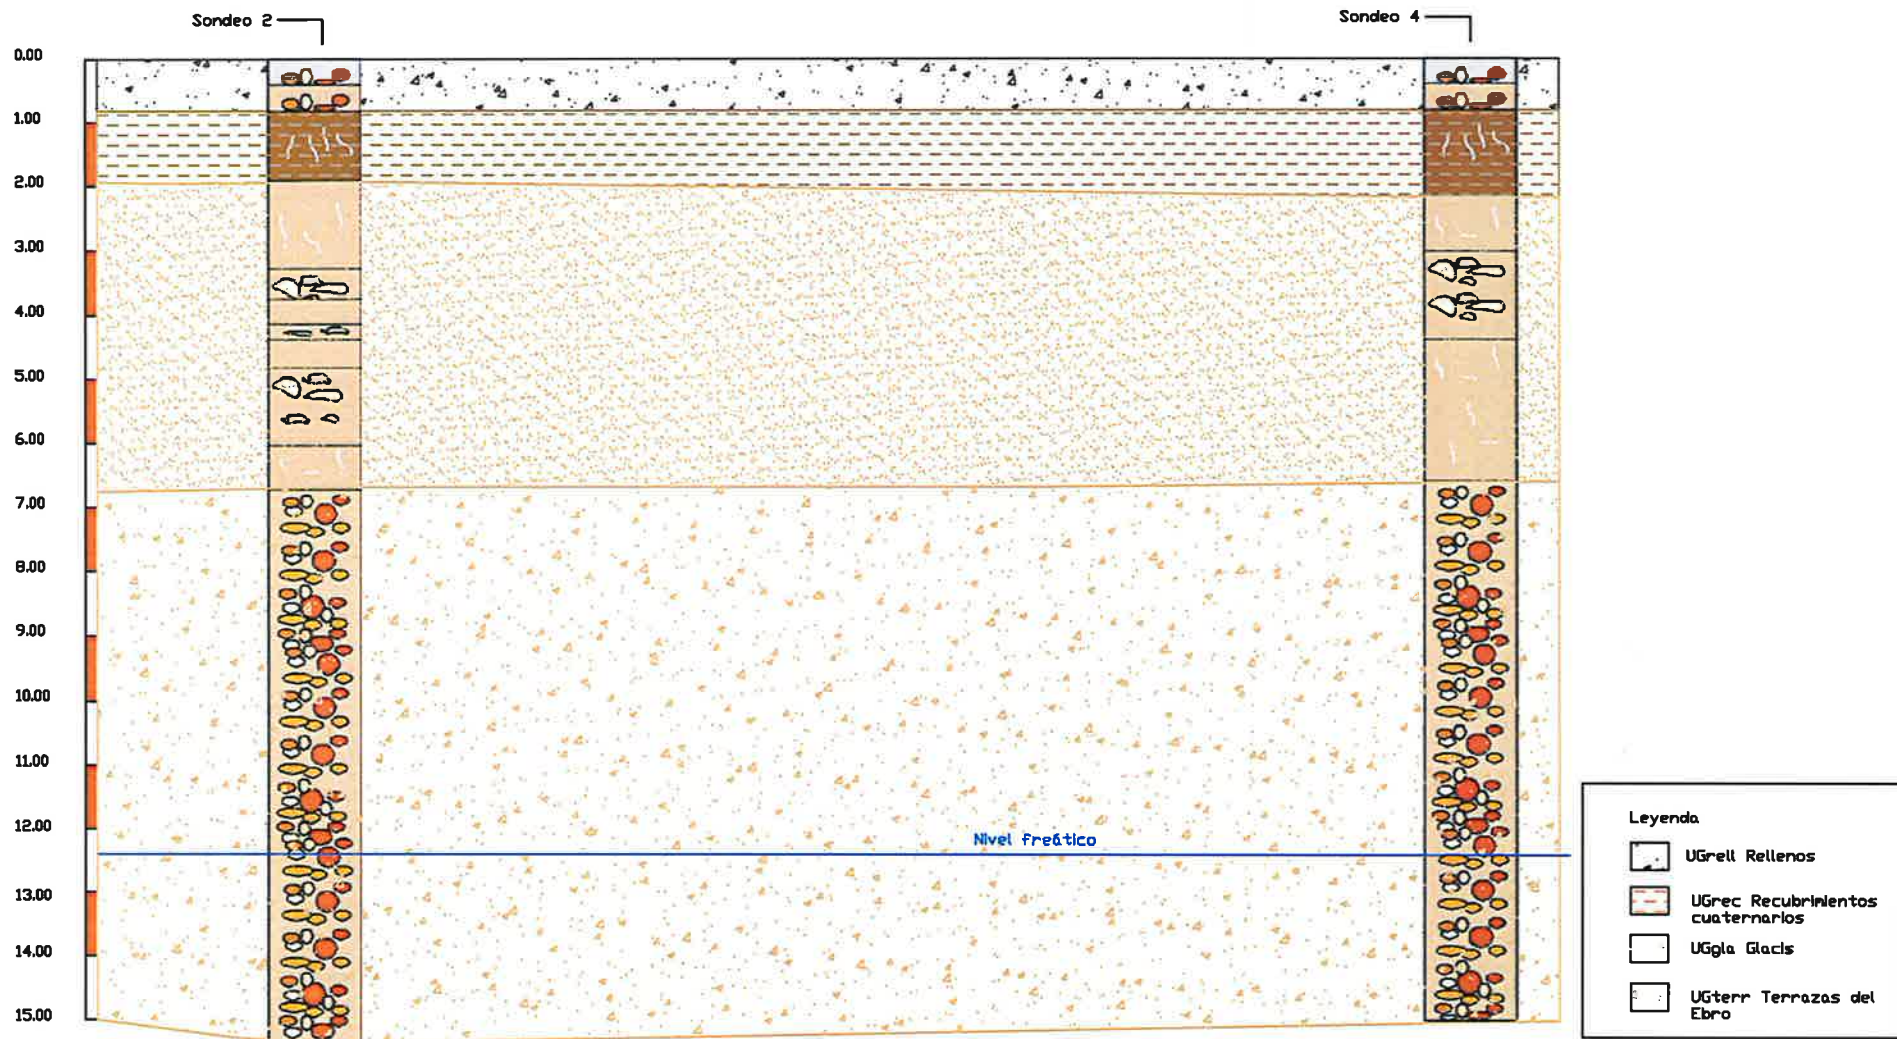 Sondeo 2
Sondeo 4
0.00
1.00
2.00
3.00
4.00
5.00
6.00
7.00
8.00
9.00
10.00
11.00
12.00
13.00
14.00
15.00
Nivel freático
Leyenda
UGrell Rellenos
UGrec Recubrimientos
cuaternarios
UGgla Glacis
UGterr Terrazas del
Ebro